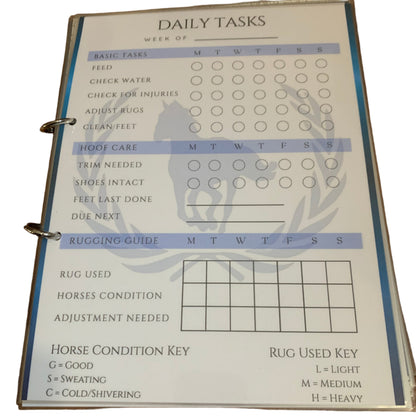 DAILY TASKS
WEEK OF
BASIC TASKS M T W T F S S
FEED
CHECK WATER
CHECK FOR INJURIES
ADJUST RUGS
CLEAN FEET
HOOF CARE M T W T F S S
TRIM NEEDED
SHOES INTACT
FEET LAST DONE
DUE NEXT
RUGGING GUIDE M T W T F S S
RUG USED
HORSES CONDITION
ADJUSTMENT NEEDED
HORSE CONDITION KEY
G = GOOD
S = SWEATING
C = COLD/SHIVERING
RUG USED KEY
L = LIGHT
M = MEDIUM
H = HEAVY